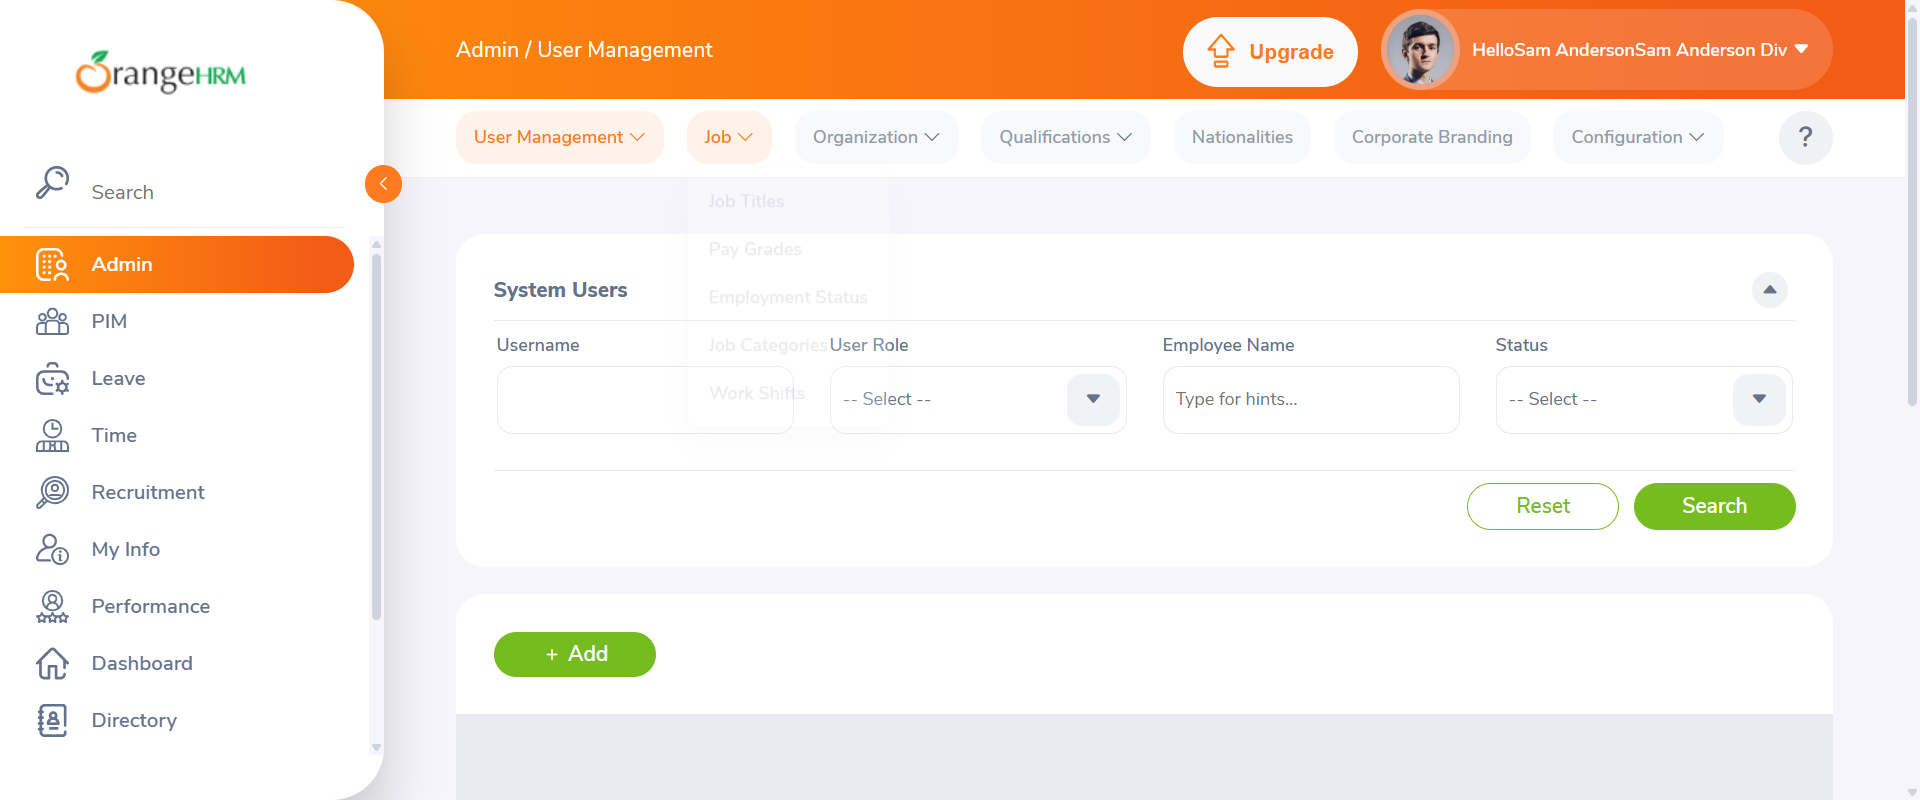 OrangeHRM
Search
Admin
PIM
Leave
Time
Recruitment
My Info
Performance
Dashboard
Directory
Admin / User Management
Upgrade
HelloSam AndersonSam Anderson Div
User Management
Job
Organization
Qualifications
Nationalities
Corporate Branding
Configuration
?
Job Titles
Pay Grades
Employment Status
Job Categories
Work Shifts
System Users
Username
User Role
Employee Name
Status
-- Select --
Type for hints...
-- Select --
Reset
Search
+ Add